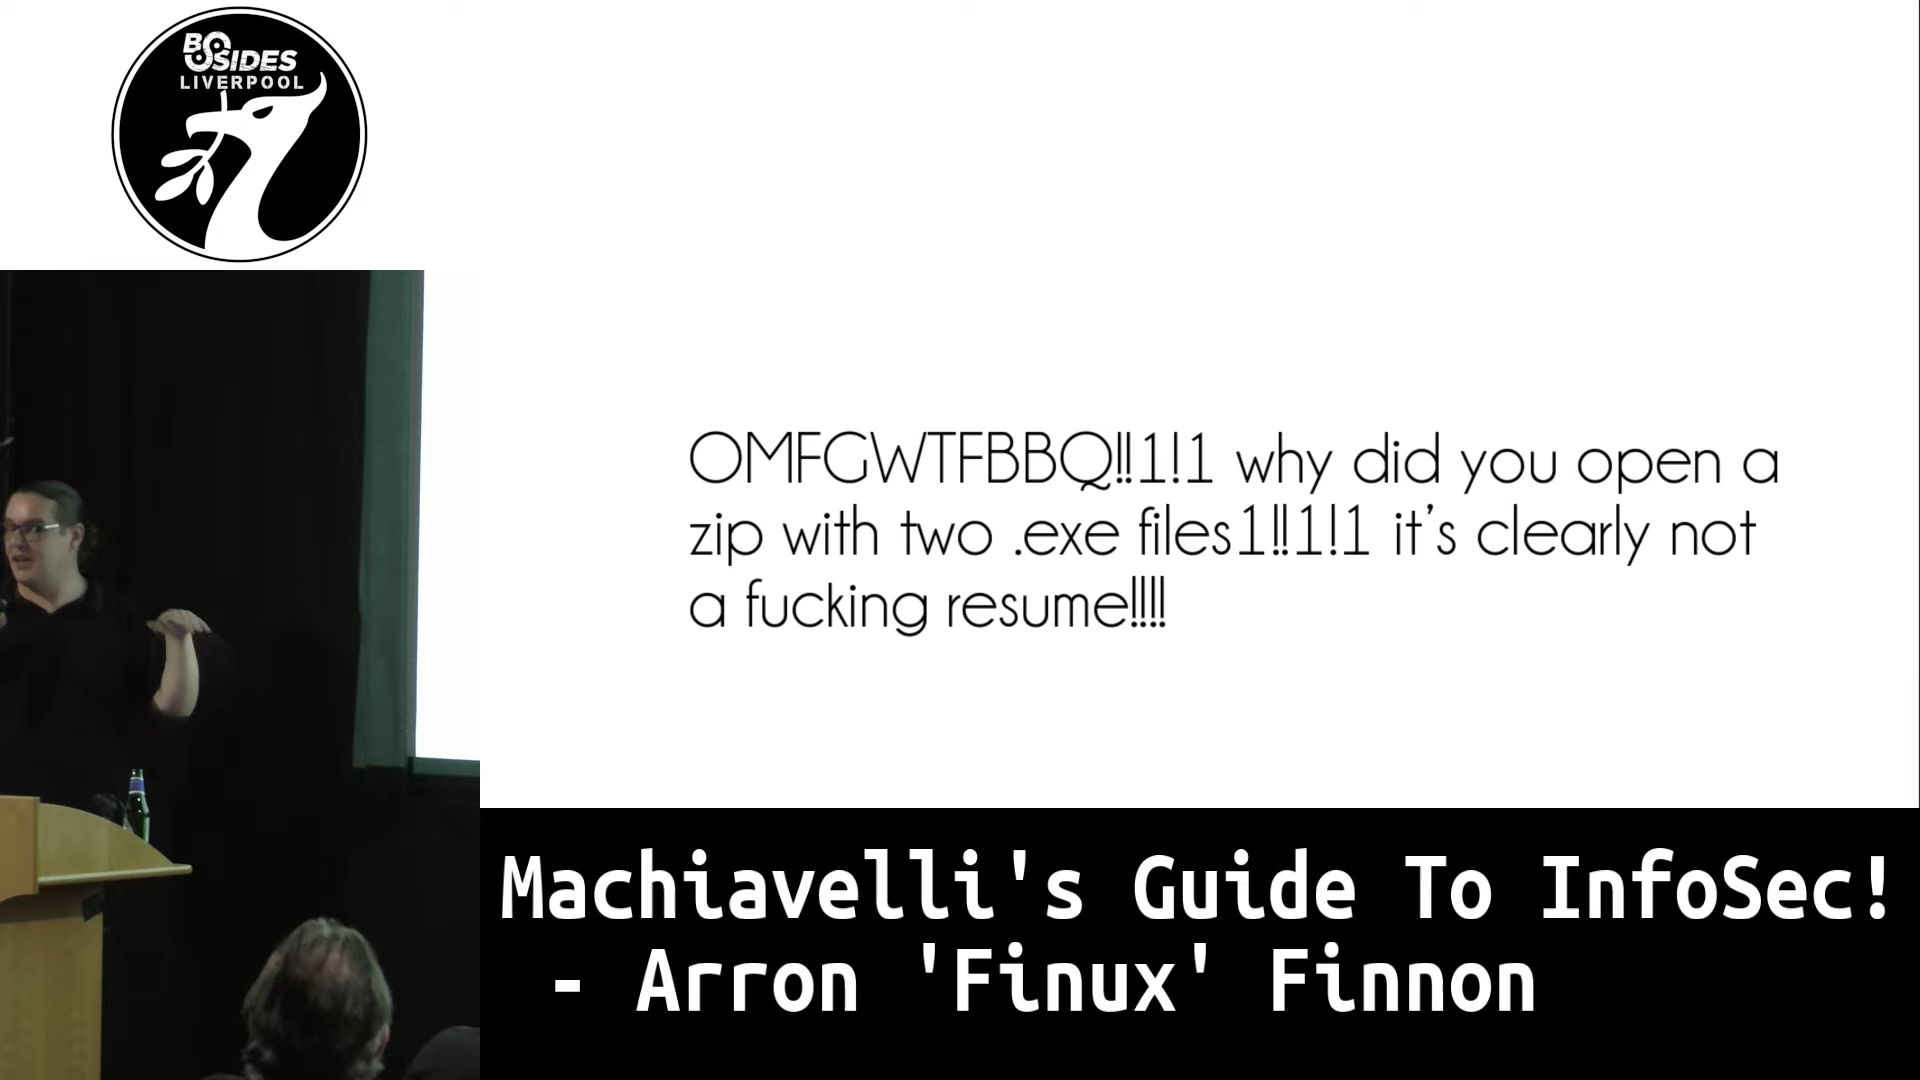 BSIDES
LIVERPOOL
OMFGWTFBBQ!!1!1 why did you open a
zip with two .exe files1!!1!1 it's clearly not
a fucking resume!!!!
Machiavelli's Guide To InfoSec!
- Arron 'Finux' Finnon